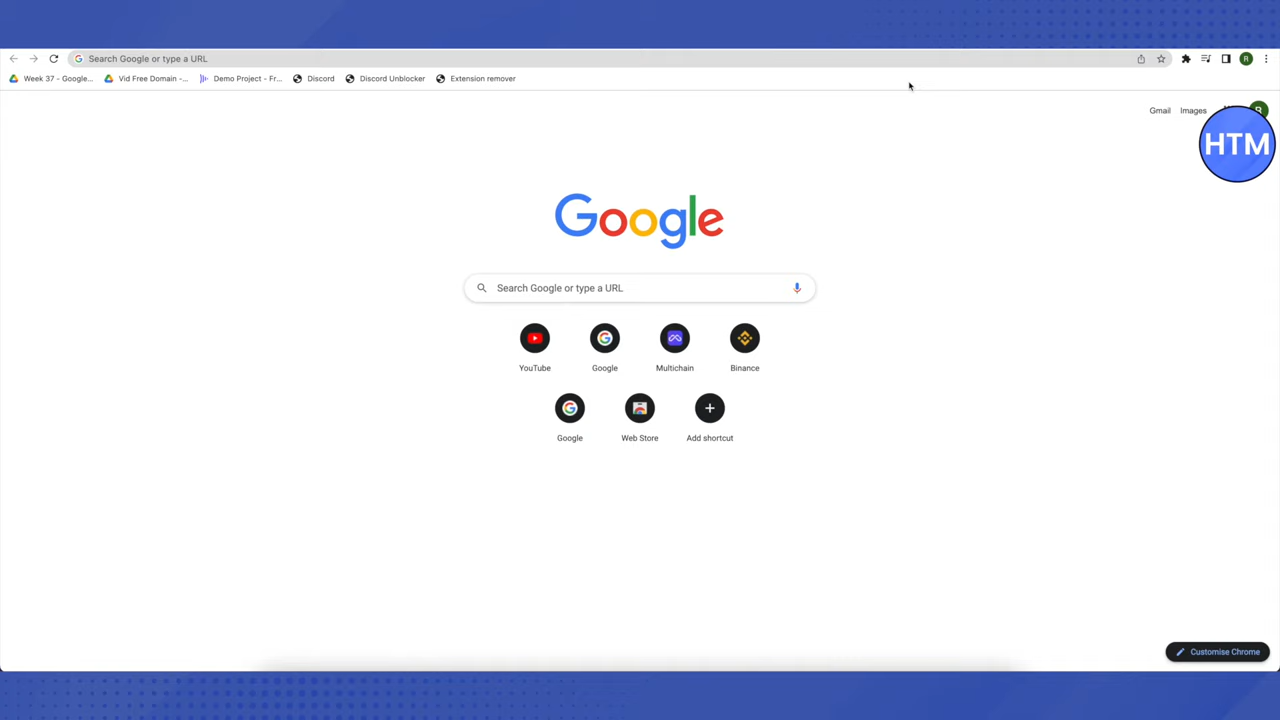 Search Google or type a URL
Week 37 - Google... Vid Free Domain -... Demo Project - Fr... Discord Discord Unblocker Extension remover
R
Gmail Images
HTM
Google
Search Google or type a URL
YouTube Google Multichain Binance
Google Web Store Add shortcut
Customise Chrome